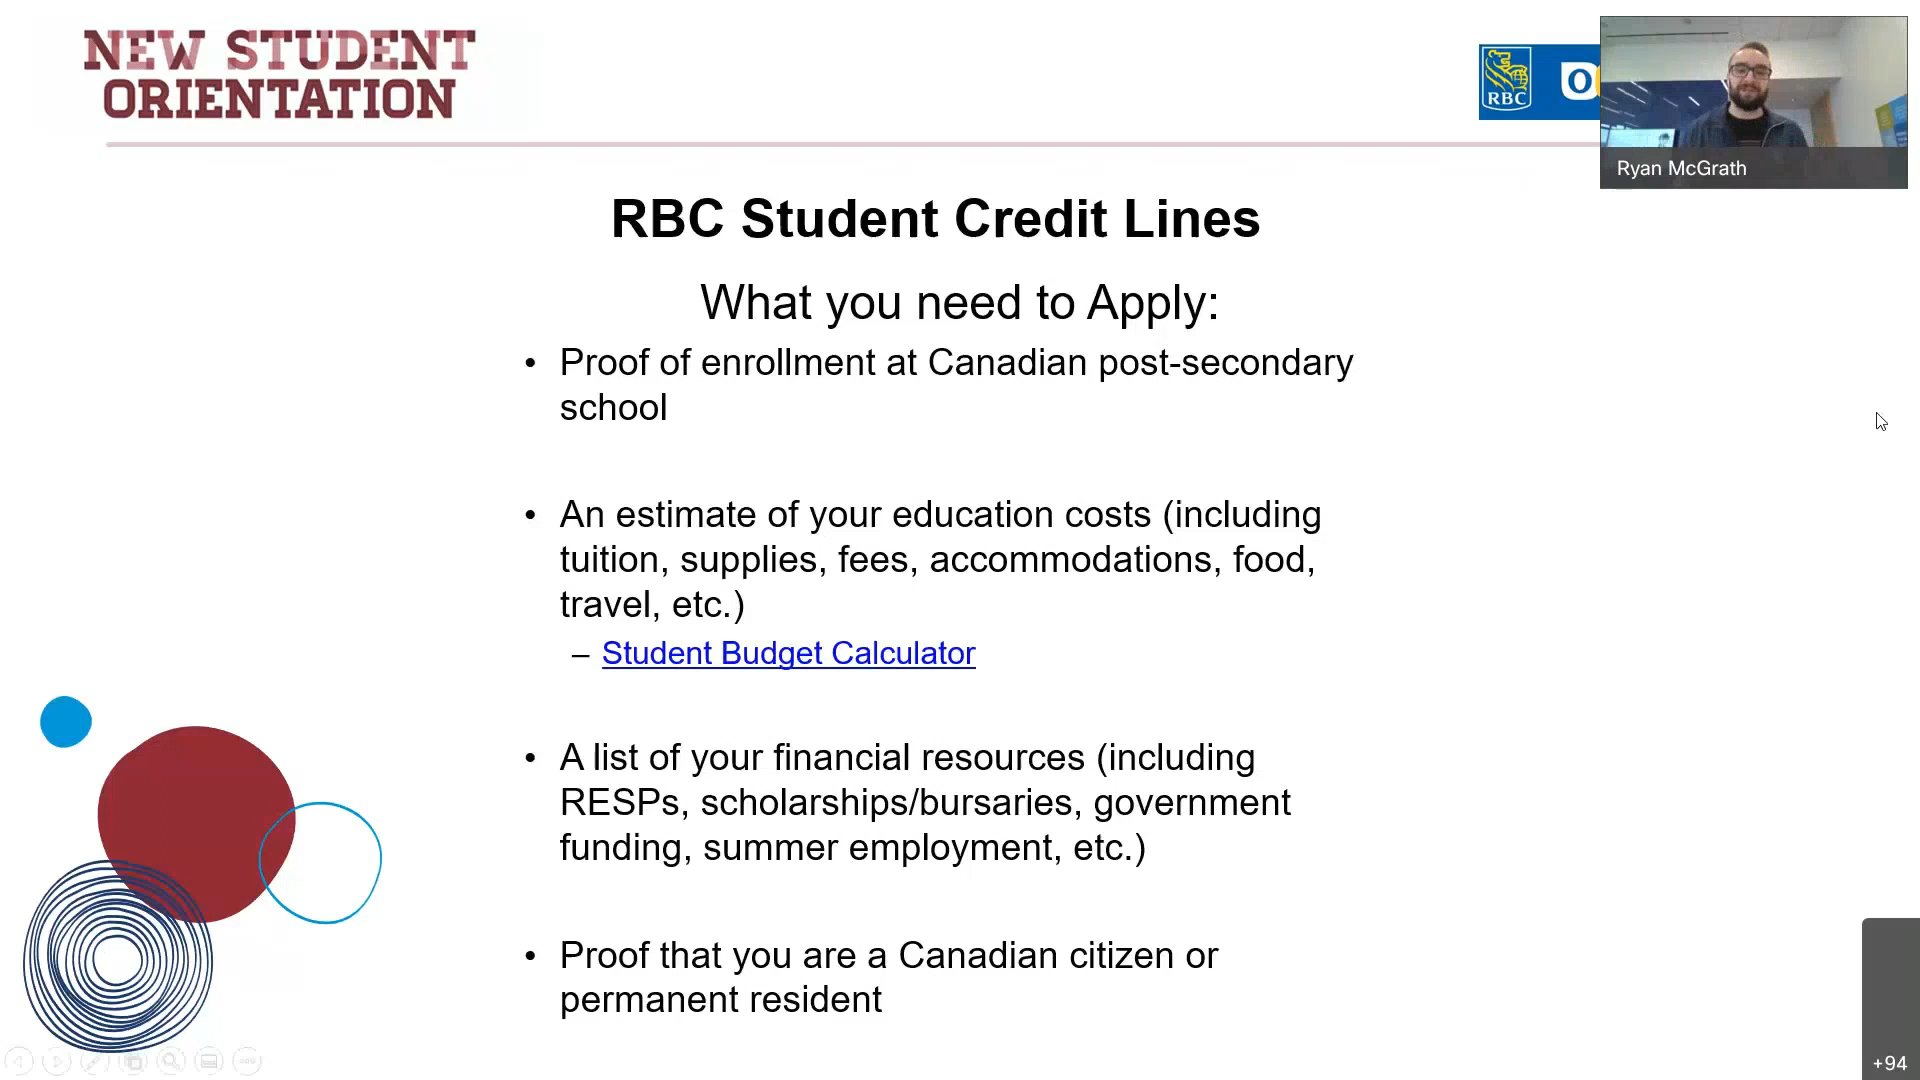 NEW STUDENT
ORIENTATION
RBC
Ryan McGrath
RBC Student Credit Lines
What you need to Apply:
• Proof of enrollment at Canadian post-secondary
school
• An estimate of your education costs (including
tuition, supplies, fees, accommodations, food,
travel, etc.)
– Student Budget Calculator
• A list of your financial resources (including
RESPs, scholarships/bursaries, government
funding, summer employment, etc.)
• Proof that you are a Canadian citizen or
permanent resident
+94